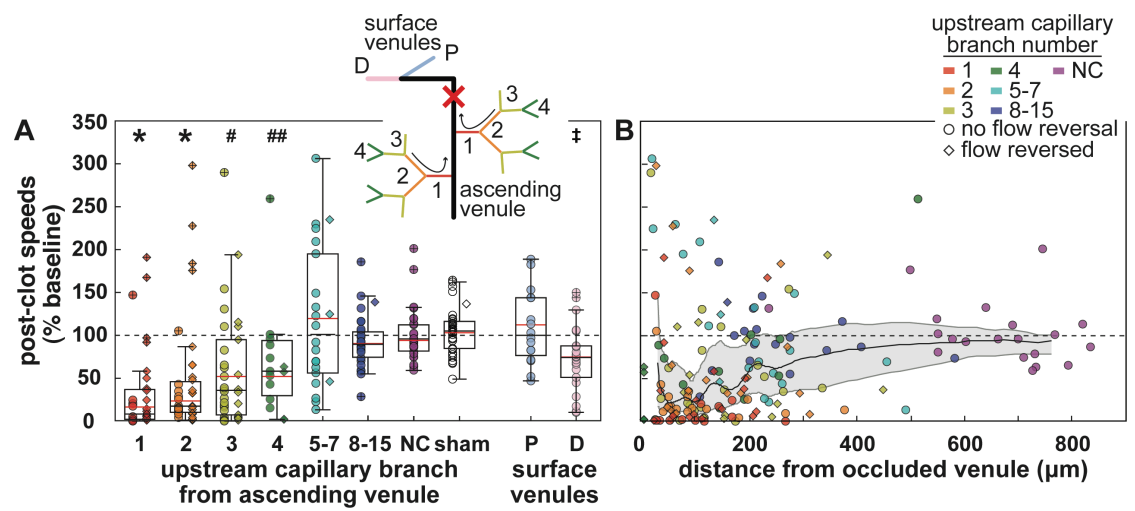 surface
venules
P
D
3
4
2
1
3
4
2
1
ascending
venule
upstream capillary
branch number
1
4
NC
2
5-7
3
8-15
no flow reversal
flow reversed
A
* * # ## ‡
post-clot speeds
(% baseline)
350
300
250
200
150
100
50
0
1 2 3 4 5-7 8-15 NC sham P D
upstream capillary branch
from ascending venule
surface
venules
B
0 200 400 600 800
distance from occluded venule (µm)